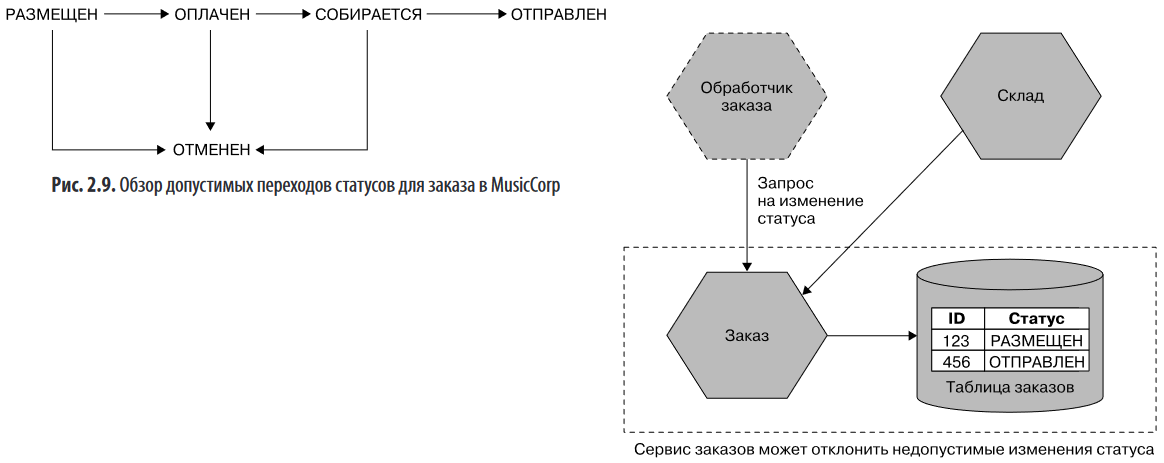 РАЗМЕЩЕН ОПЛАЧЕН СОБИРАЕТСЯ ОТПРАВЛЕН
ОТМЕНЕН
Рис. 2.9. Обзор допустимых переходов статусов для заказа в MusicCorp
Обработчик
заказа
Склад
Запрос
на изменение
статуса
Заказ
ID Статус
123 РАЗМЕЩЕН
456 ОТПРАВЛЕН
Таблица заказов
Сервис заказов может отклонить недопустимые изменения статуса